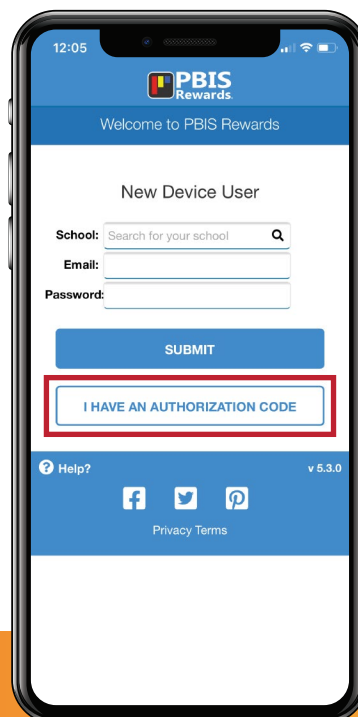 12:05
PBIS
Rewards.
Welcome to PBIS Rewards
New Device User
School: Search for your school
Email:
Password:
SUBMIT
I HAVE AN AUTHORIZATION CODE
? Help? v 5.3.0
Privacy Terms